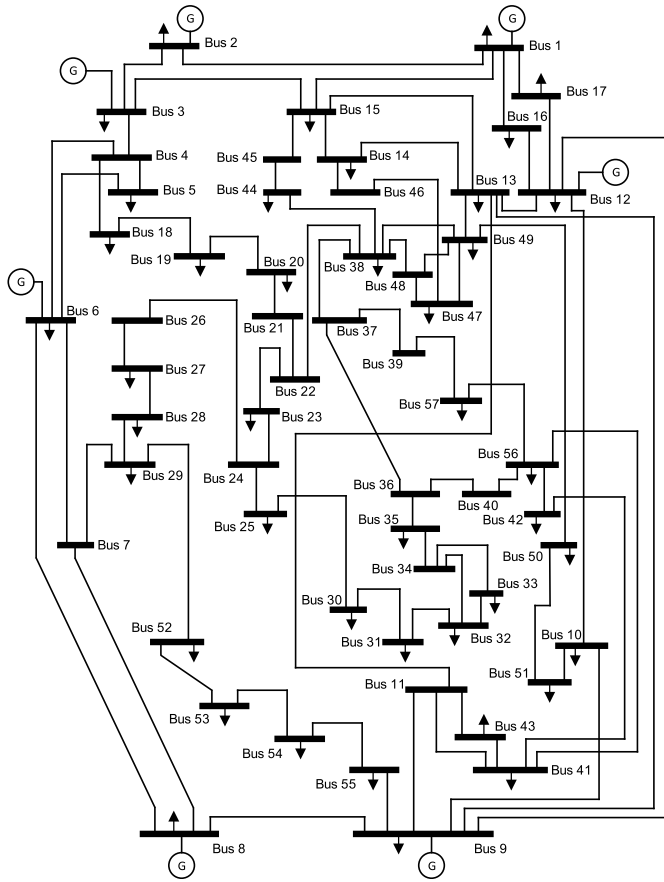 G
G
Bus 2
Bus 1
G
Bus 17
Bus 3
Bus 15
Bus 16
Bus 4
Bus 45
Bus 14
G
Bus 5
Bus 44
Bus 46
Bus 13
Bus 12
Bus 18
Bus 49
Bus 19
Bus 20
Bus 38
Bus 48
G
Bus 6
Bus 26
Bus 21
Bus 37
Bus 47
Bus 39
Bus 27
Bus 22
Bus 57
Bus 28
Bus 23
Bus 29
Bus 24
Bus 56
Bus 36
Bus 40
Bus 42
Bus 25
Bus 35
Bus 7
Bus 50
Bus 34
Bus 33
Bus 30
Bus 52
Bus 31
Bus 32
Bus 10
Bus 51
Bus 11
Bus 53
Bus 43
Bus 54
Bus 41
Bus 55
Bus 8
Bus 9
G
G